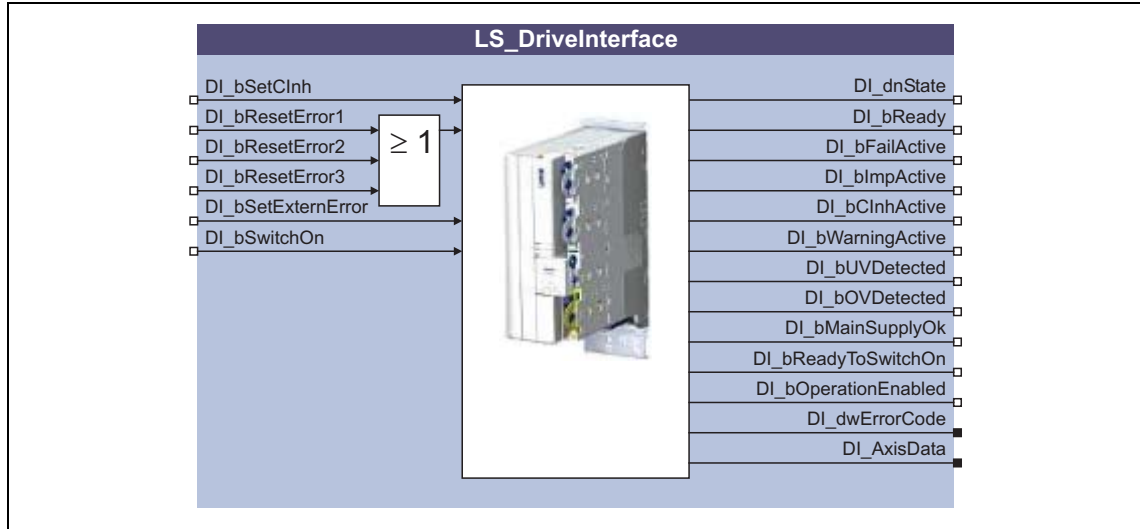 LS_DriveInterface
DI_bSetCInh
DI_bResetError1
DI_bResetError2
DI_bResetError3
DI_bSetExternError
DI_bSwitchOn
≥ 1
DI_dnState
DI_bReady
DI_bFailActive
DI_bImpActive
DI_bCInhActive
DI_bWarningActive
DI_bUVDetected
DI_bOVDetected
DI_bMainSupplyOk
DI_bReadyToSwitchOn
DI_bOperationEnabled
DI_dwErrorCode
DI_AxisData